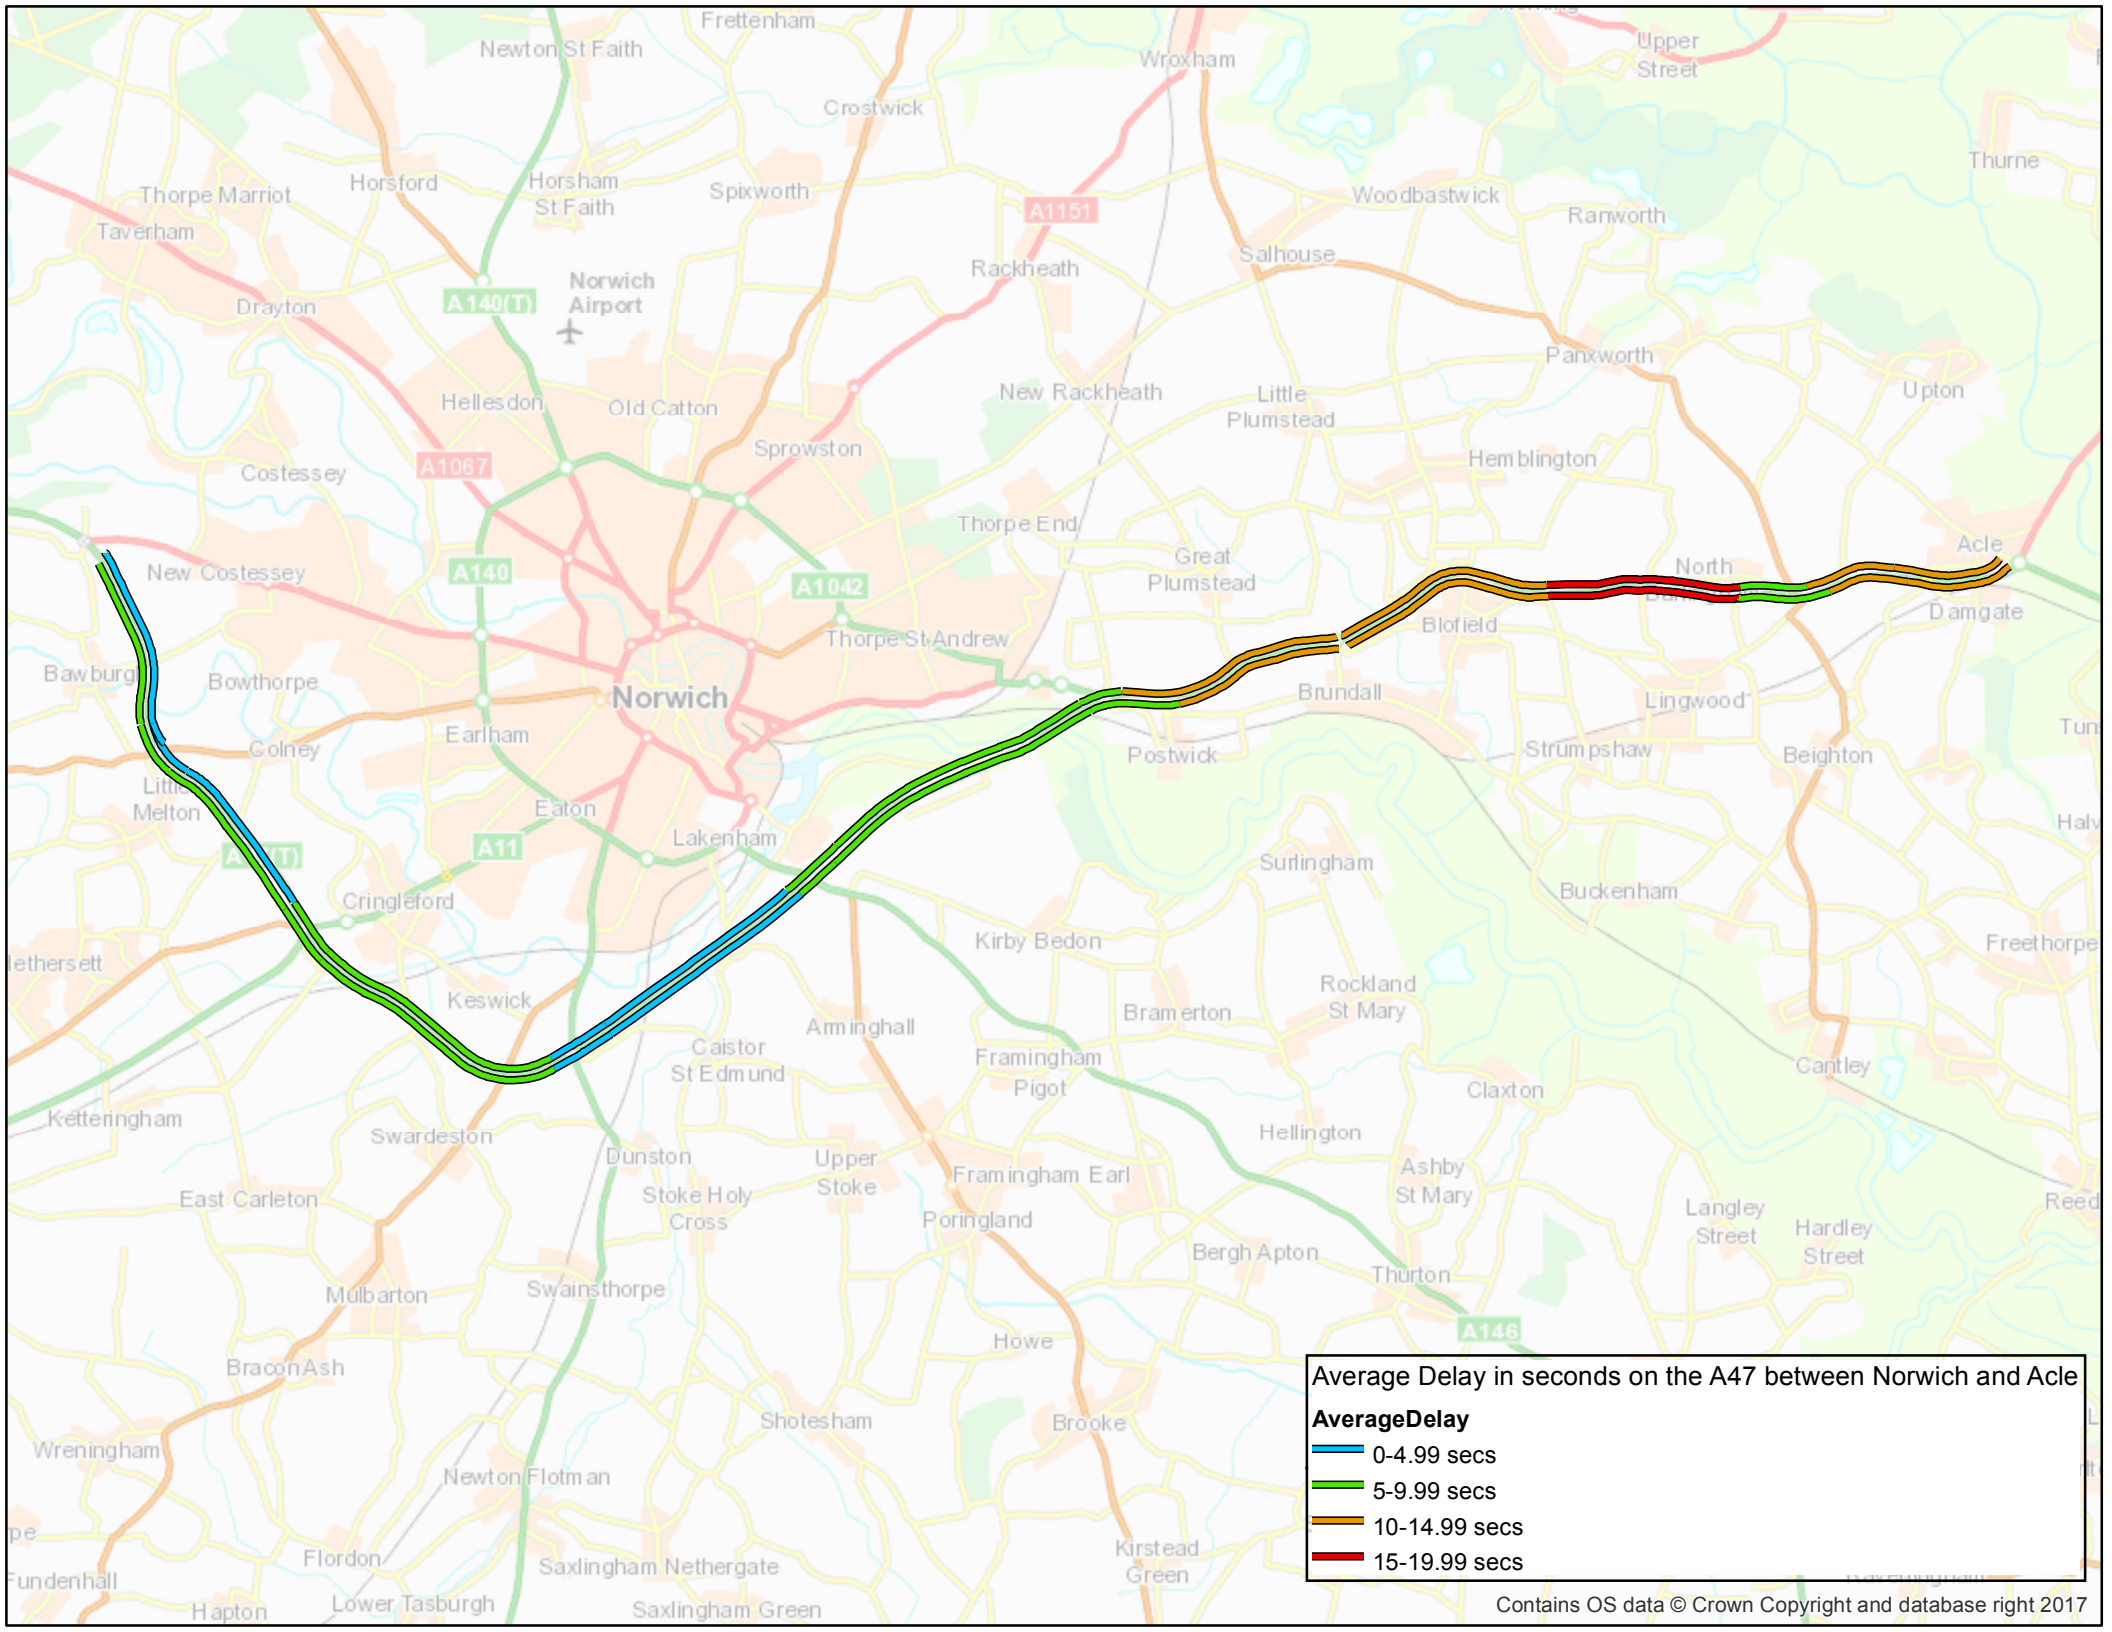 Frettenham
Newton St Faith
Upper
Street
Wroxham
Crostwick
Thurne
Thorpe Marriot
Horsford
Horsham
St Faith
Spixworth
Woodbastwick
Ranworth
A1151
Taverham
Salhouse
Rackheath
Norwich
Airport
A140(T)
Drayton
Panxworth
New Rackheath
Little
Plumstead
Upton
Hellesdon
Old Catton
Sprowston
Hemblington
A1067
Costessey
Thorpe End
Great
Plumstead
North
Acle
New Costessey
A140
A1042
Damgate
Blofield
Thorpe St Andrew
Bawburgh
Bowthorpe
Norwich
Brundall
Lingwood
Earlham
Colney
Postwick
Strumpshaw
Beighton
Little
Melton
Eaton
Lakenham
A11
Surlingham
Buckenham
Cringleford
Kirby Bedon
Freethorpe
Hethersett
Keswick
Rockland
St Mary
Bramerton
Arminghall
Caistor
St Edmund
Framingham
Pigot
Cantley
Claxton
Ketteringham
Swardeston
Hellington
Dunston
Upper
Stoke
Framingham Earl
Ashby
St Mary
East Carleton
Stoke Holy
Cross
Poringland
Langley
Street
Hardley
Street
Reed
Bergh Apton
Thurton
Swainsthorpe
Mulbarton
A146
Howe
Bracon Ash
Average Delay in seconds on the A47 between Norwich and Acle
AverageDelay
0-4.99 secs
5-9.99 secs
10-14.99 secs
15-19.99 secs
Shotesham
Brooke
Wreningham
Newton Flotman
Flordon
Saxlingham Nethergate
Kirstead
Green
Fundenhall
Hapton
Lower Tasburgh
Saxlingham Green
Contains OS data © Crown Copyright and database right 2017